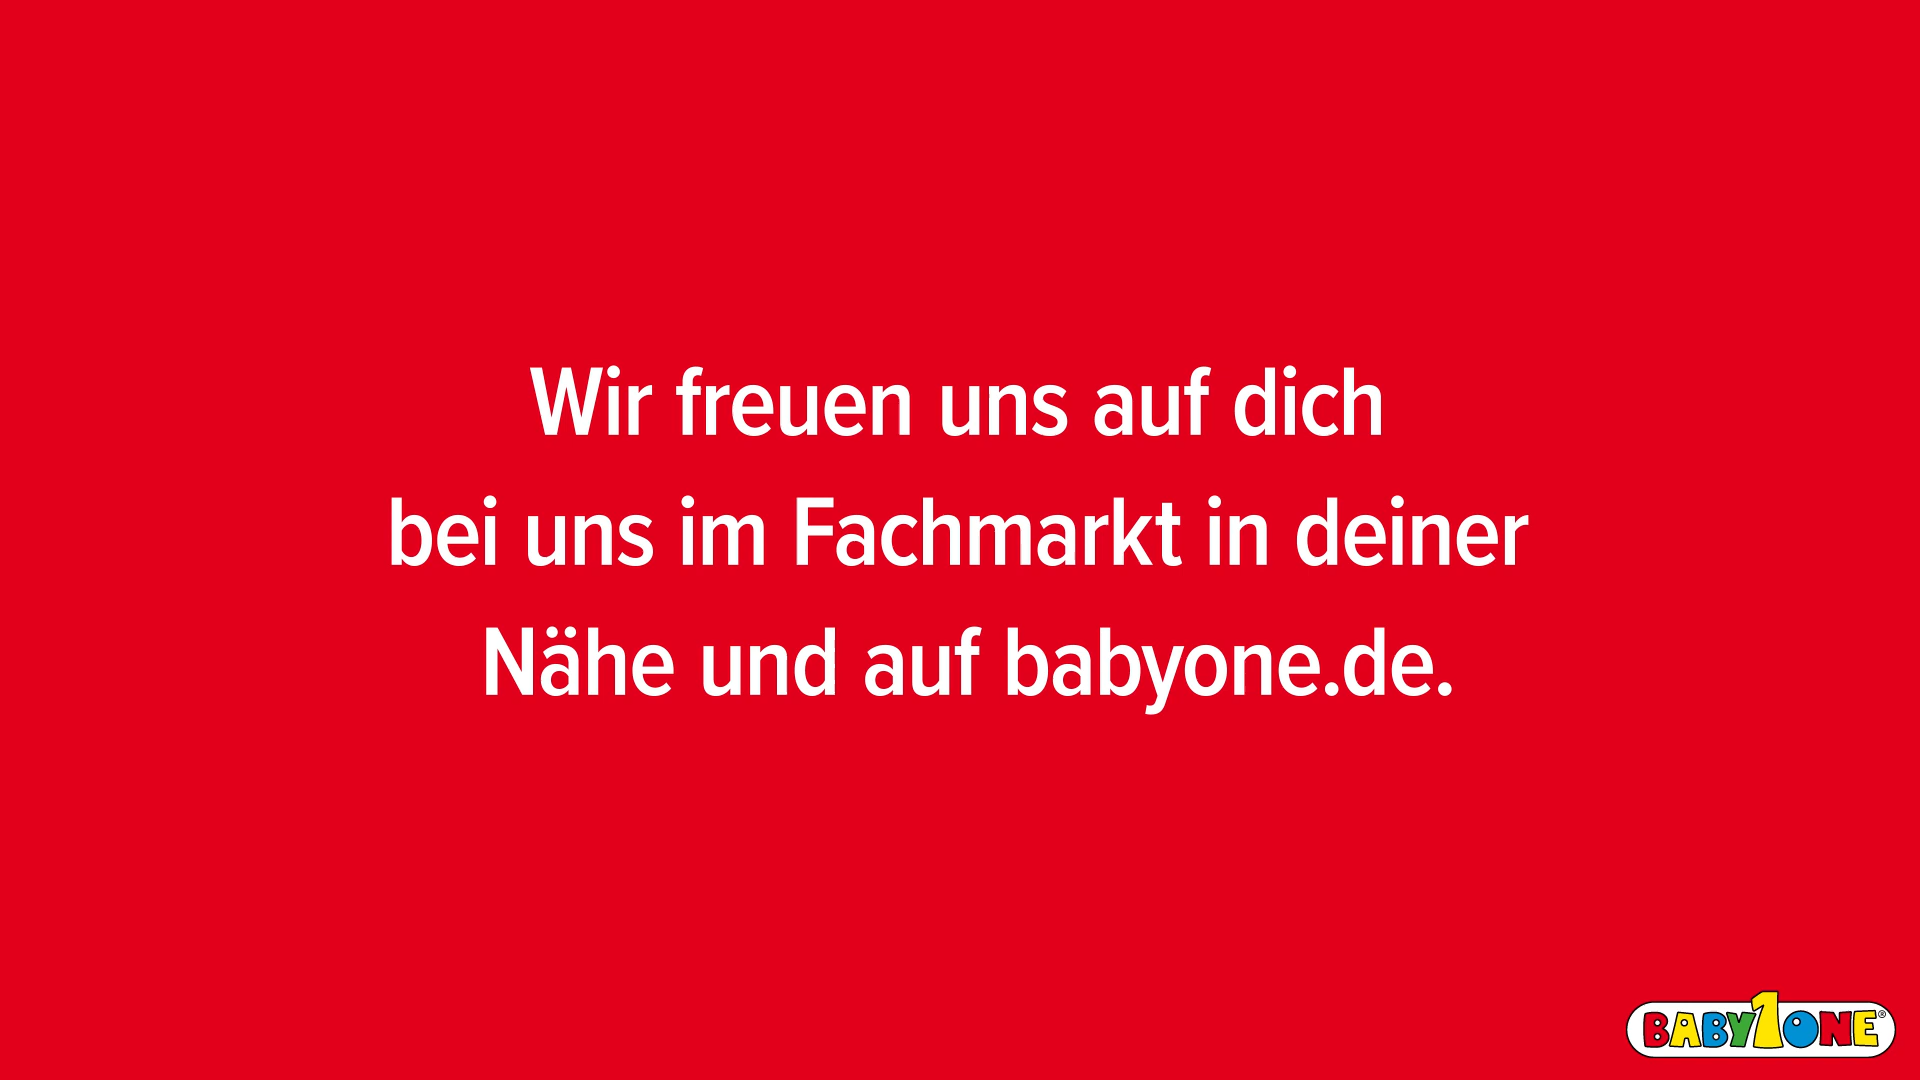 Wir freuen uns auf dich
bei uns im Fachmarkt in deiner
Nähe und auf babyone.de.
BABY1ONE®